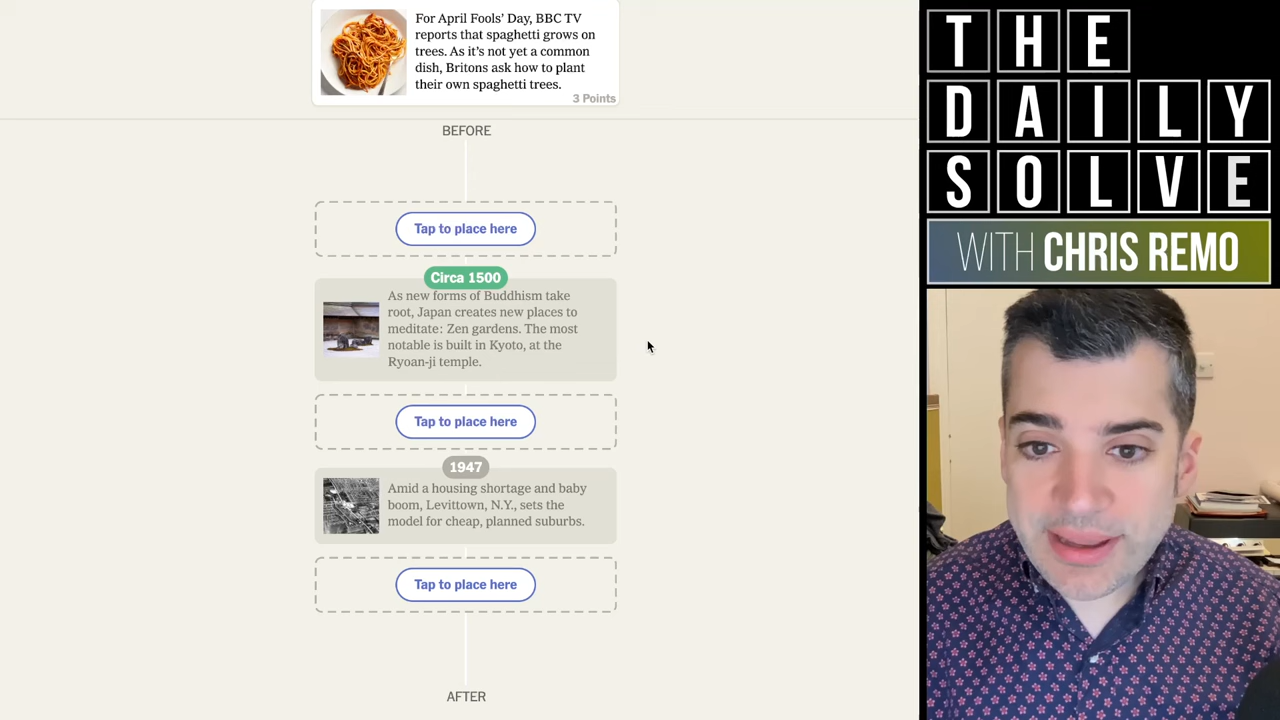 For April Fools’ Day, BBC TV
reports that spaghetti grows on
trees. As it’s not yet a common
dish, Britons ask how to plant
their own spaghetti trees.
3 Points
BEFORE
Tap to place here
Circa 1500
As new forms of Buddhism take
root, Japan creates new places to
meditate: Zen gardens. The most
notable is built in Kyoto, at the
Ryoan-ji temple.
Tap to place here
1947
Amid a housing shortage and baby
boom, Levittown, N.Y., sets the
model for cheap, planned suburbs.
Tap to place here
AFTER
THE
DAILY
SOLVE
WITH CHRIS REMO